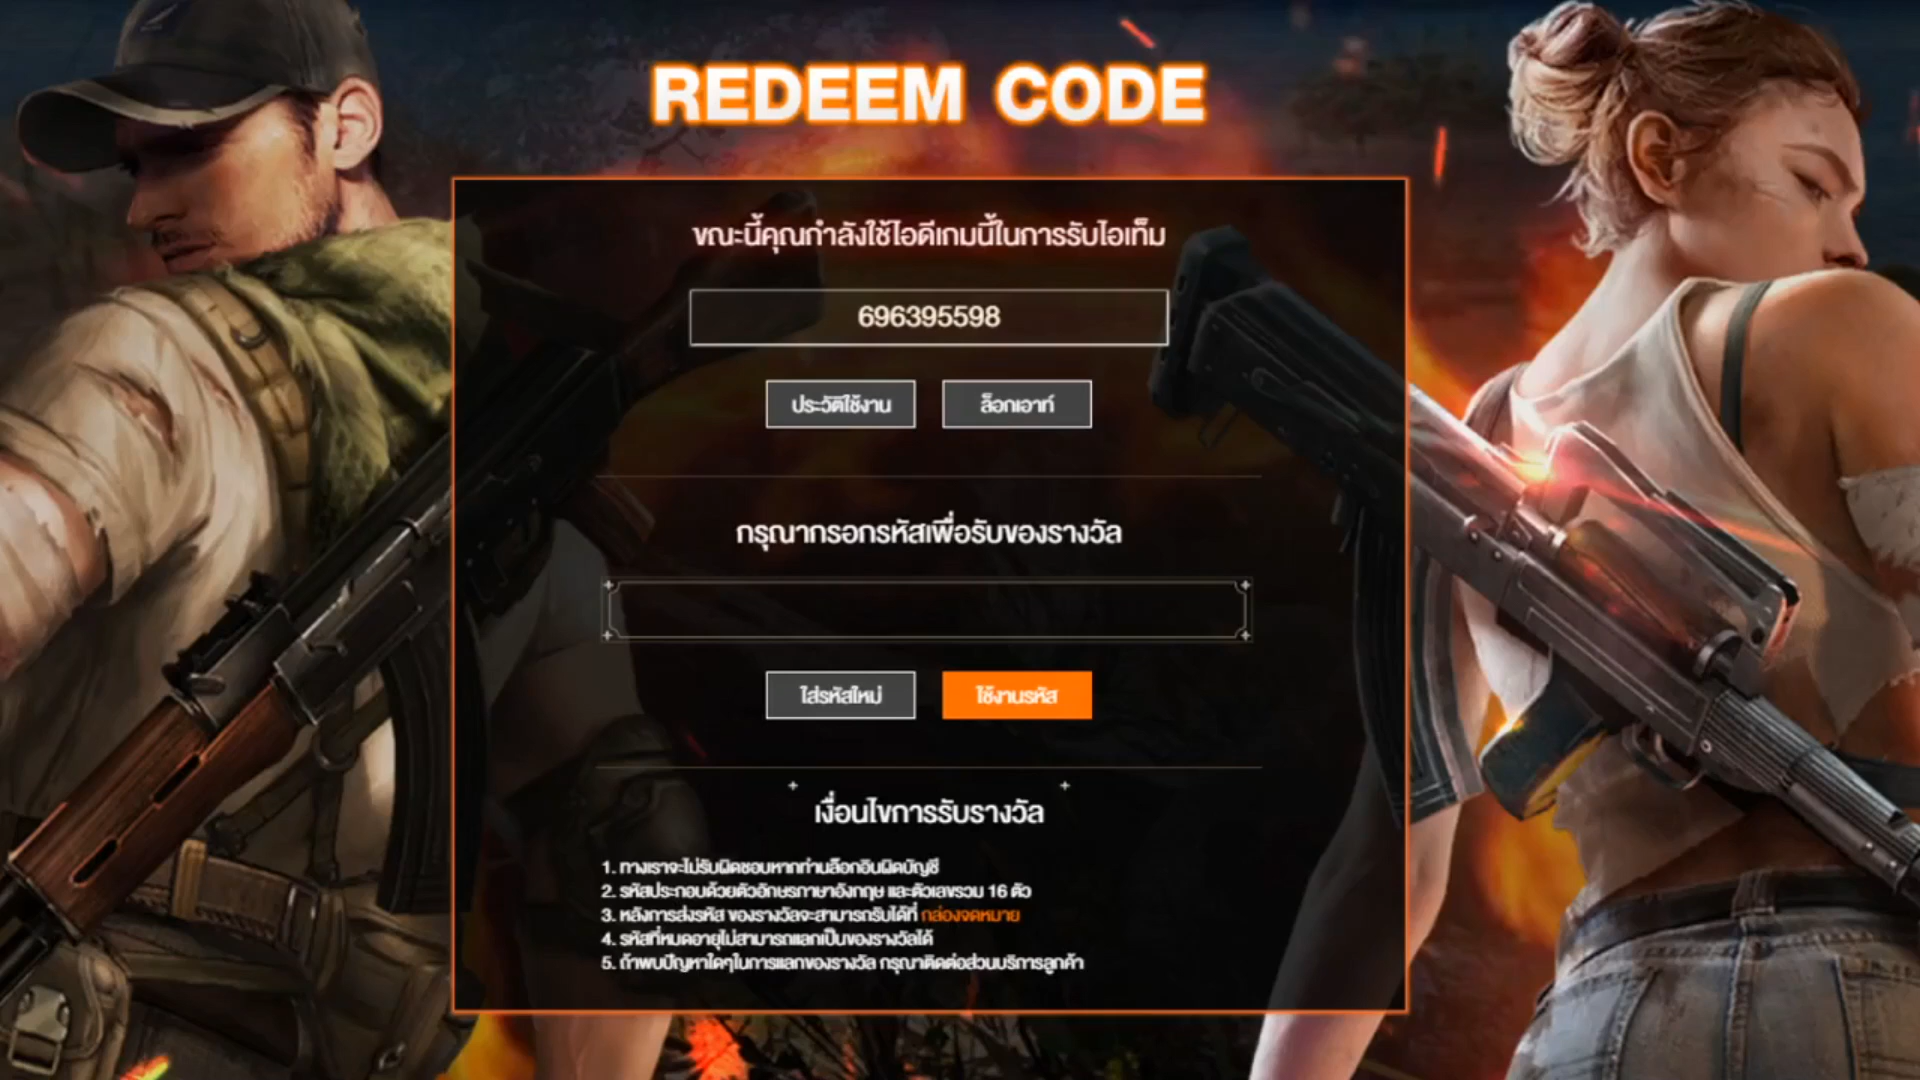 REDEEM CODE
ขณะนี้คุณกำลังใช้ไอดีเกมนี้ในการรับไอเท็ม
696395598
ประวัติใช้งาน
ล็อกเอาท์
กรุณากรอกรหัสเพื่อรับของรางวัล
ใส่รหัสใหม่
ใช้งานรหัส
เงื่อนไขการรับรางวัล
1. ทางเราจะไม่รับผิดชอบหากท่านล็อกอินผิดบัญชี
2. รหัสประกอบด้วยตัวอักษรภาษาอังกฤษ และตัวเลขรวม 16 ตัว
3. หลังการส่งรหัส ของรางวัลจะสามารถรับได้ที่ กล่องจดหมาย
4. รหัสที่หมดอายุไม่สามารถแลกเป็นของรางวัลได้
5. ถ้าพบปัญหาใดๆในการแลกของรางวัล กรุณาติดต่อส่วนบริการลูกค้า